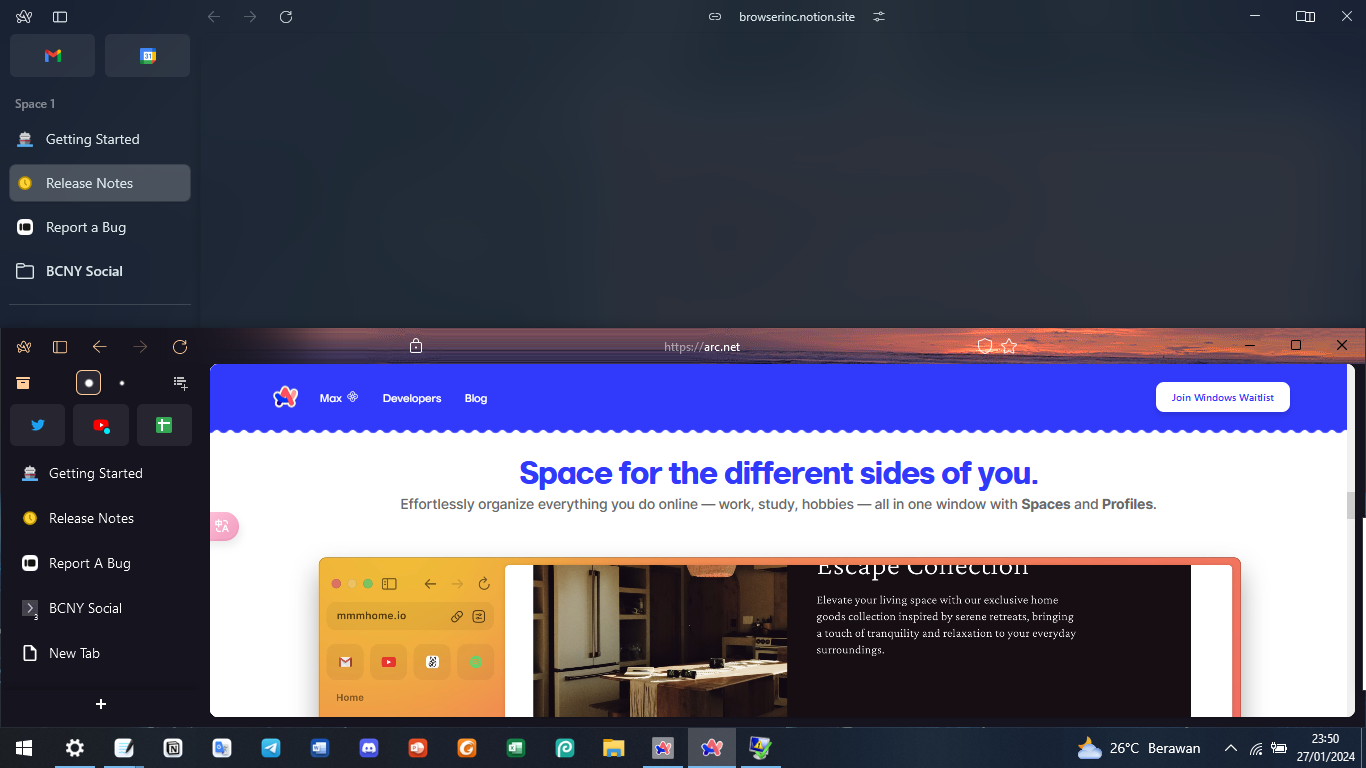 browserinc.notion.site
31
Space 1
Getting Started
Release Notes
Report a Bug
BCNY Social
https://arc.net
Max
Developers
Blog
Join Windows Waitlist
Getting Started
Release Notes
Report A Bug
3
BCNY Social
New Tab
Space for the different sides of you.
Effortlessly organize everything you do online — work, study, hobbies — all in one window with Spaces and Profiles.
mmmhome.io
Home
Escape Collection
Elevate your living space with our exclusive home
goods collection inspired by serene retreats, bringing
a touch of tranquility and relaxation to your everyday
surroundings.
26°C Berawan
23:50
27/01/2024